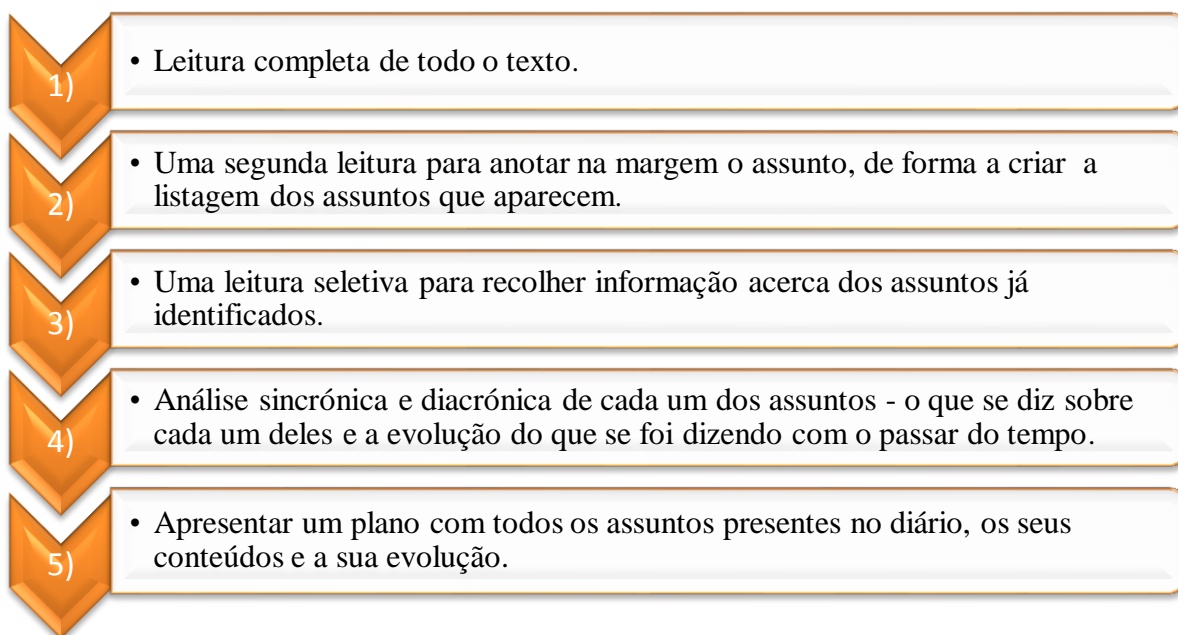 1)
• Leitura completa de todo o texto.
2)
• Uma segunda leitura para anotar na margem o assunto, de forma a criar a
listagem dos assuntos que aparecem.
3)
• Uma leitura seletiva para recolher informação acerca dos assuntos já
identificados.
4)
• Análise sincrónica e diacrónica de cada um dos assuntos - o que se diz sobre
cada um deles e a evolução do que se foi dizendo com o passar do tempo.
5)
• Apresentar um plano com todos os assuntos presentes no diário, os seus
conteúdos e a sua evolução.